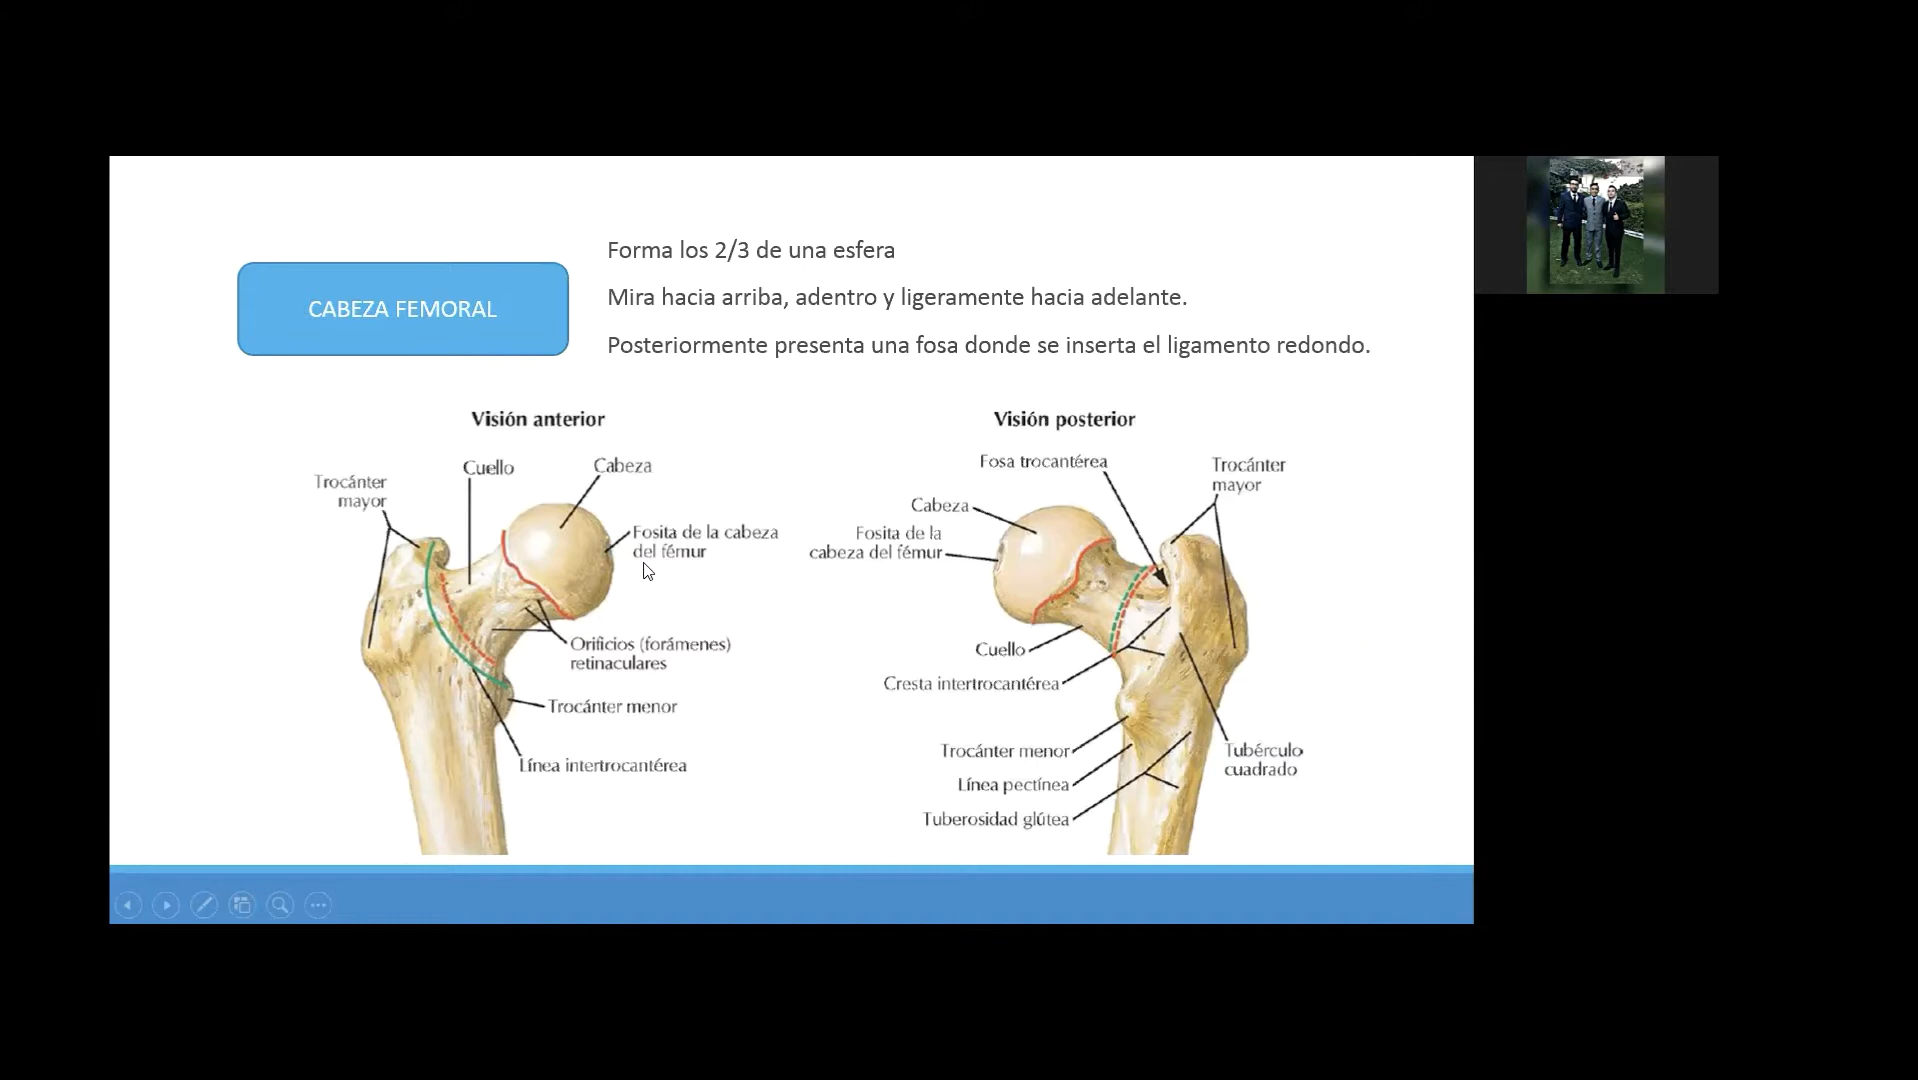 CABEZA FEMORAL
Forma los 2/3 de una esfera
Mira hacia arriba, adentro y ligeramente hacia adelante.
Posteriormente presenta una fosa donde se inserta el ligamento redondo.
Visión anterior
Trocánter
mayor
Cuello
Cabeza
Fosita de la cabeza
del fémur
Orificios (forámenes)
retinaculares
Trocánter menor
Línea intertrocantérea
Visión posterior
Fosa trocantérea
Trocánter
mayor
Cabeza
Fosita de la
cabeza del fémur
Cuello
Cresta intertrocantérea
Trocánter menor
Línea pectínea
Tuberosidad glútea
Tubérculo
cuadrado